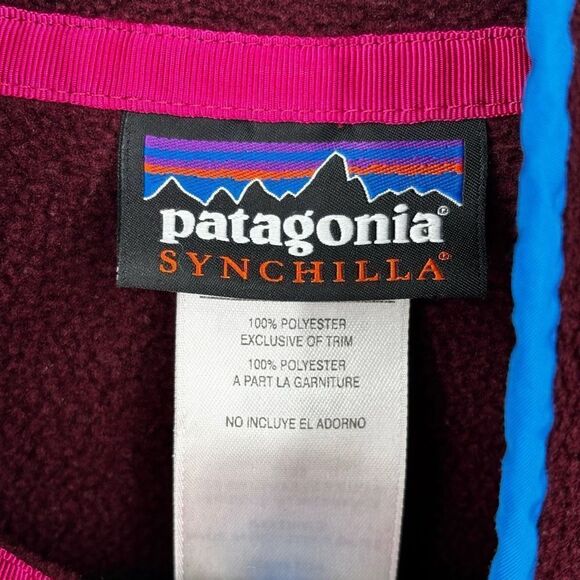 patagonia®
SYNCHILLA®
100% POLYESTER
EXCLUSIVE OF TRIM
100% POLYESTER
A PART LA GARNITURE
NO INCLUYE EL ADORNO